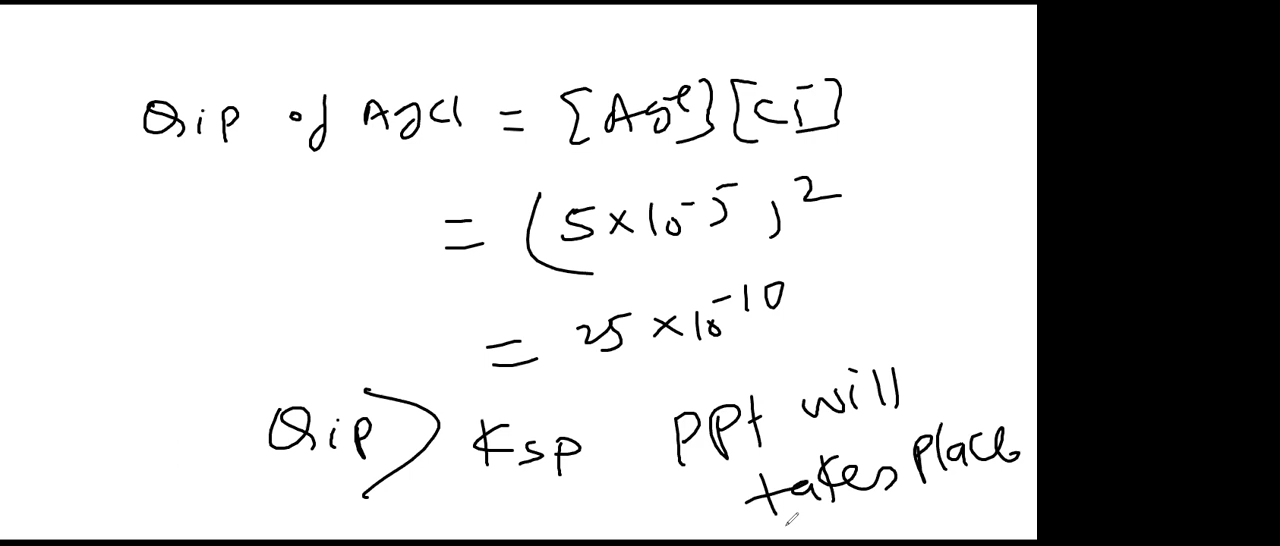 Qip of AgCl = [Ag⁺][Cl⁻]
= (5×10⁻⁵)²
= 25×10⁻¹⁰
Qip > Ksp ppt will
takes place